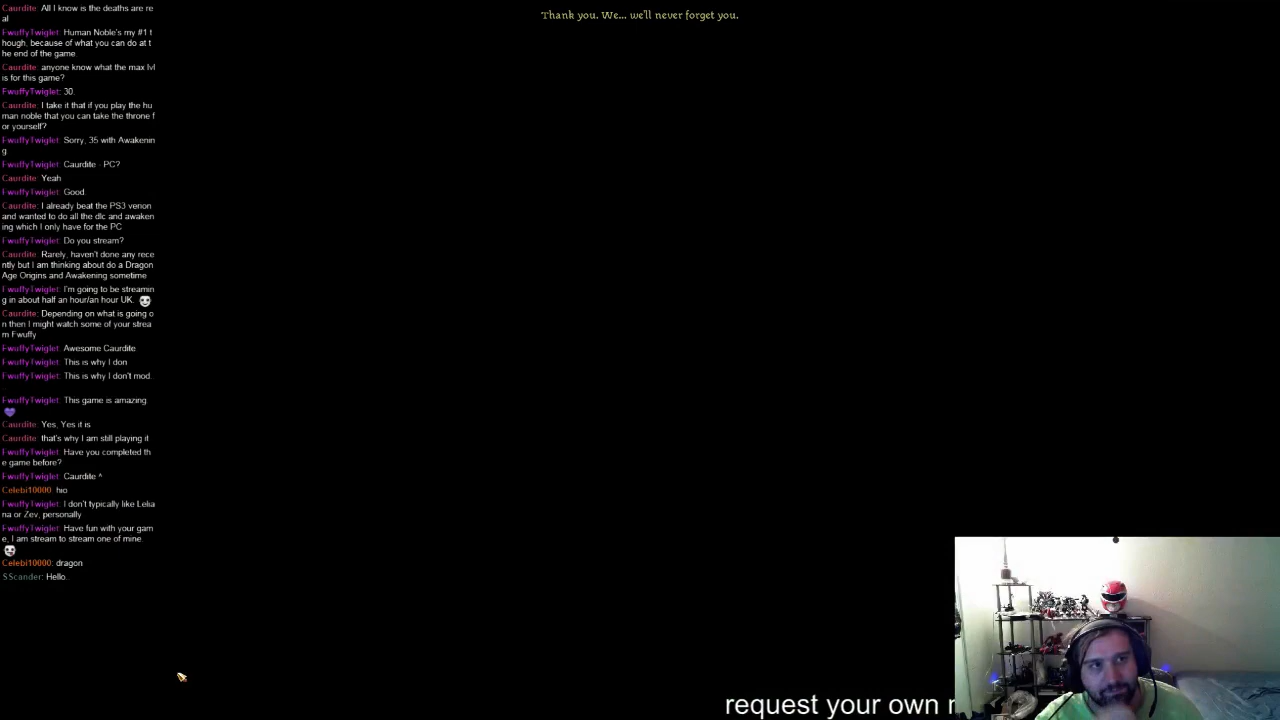 Caurdite: All I know is the deaths are re
al
FwuffyTwiglet: Human Noble's my #1 t
hough, because of what you can do at t
he end of the game.
Caurdite: anyone know what the max lvl
is for this game?
FwuffyTwiglet: 30.
Caurdite: I take it that if you play the hu
man noble that you can take the throne f
or yourself?
FwuffyTwiglet: Sorry, 35 with Awakenin
g
FwuffyTwiglet: Caurdite - PC?
Caurdite: Yeah
FwuffyTwiglet: Good.
Caurdite: I already beat the PS3 verion
and wanted to do all the dlc and awaken
ing which I only have for the PC
FwuffyTwiglet: Do you stream?
Caurdite: Rarely, haven't done any rece
ntly but I am thinking about do a Dragon
Age Origins and Awakening sometime
FwuffyTwiglet: I'm going to be streamin
g in about half an hour/an hour UK.
Caurdite: Depending on what is going o
n then I might watch some of your strea
m Fwuffy
FwuffyTwiglet: Awesome Caurdite
FwuffyTwiglet: This is why I don
FwuffyTwiglet: This is why I don't mod..
FwuffyTwiglet: This game is amazing.
Caurdite: Yes, Yes it is
Caurdite: that's why I am still playing it
FwuffyTwiglet: Have you completed th
e game before?
FwuffyTwiglet: Caurdite ^
Celebi10000: hio
FwuffyTwiglet: I don't typically like Lelia
na or Zev, personally
FwuffyTwiglet: Have fun with your gam
e, I am stream to stream one of mine.
Celebi10000: dragon
SScander: Hello..
Thank you. We... we'll never forget you.
request your own